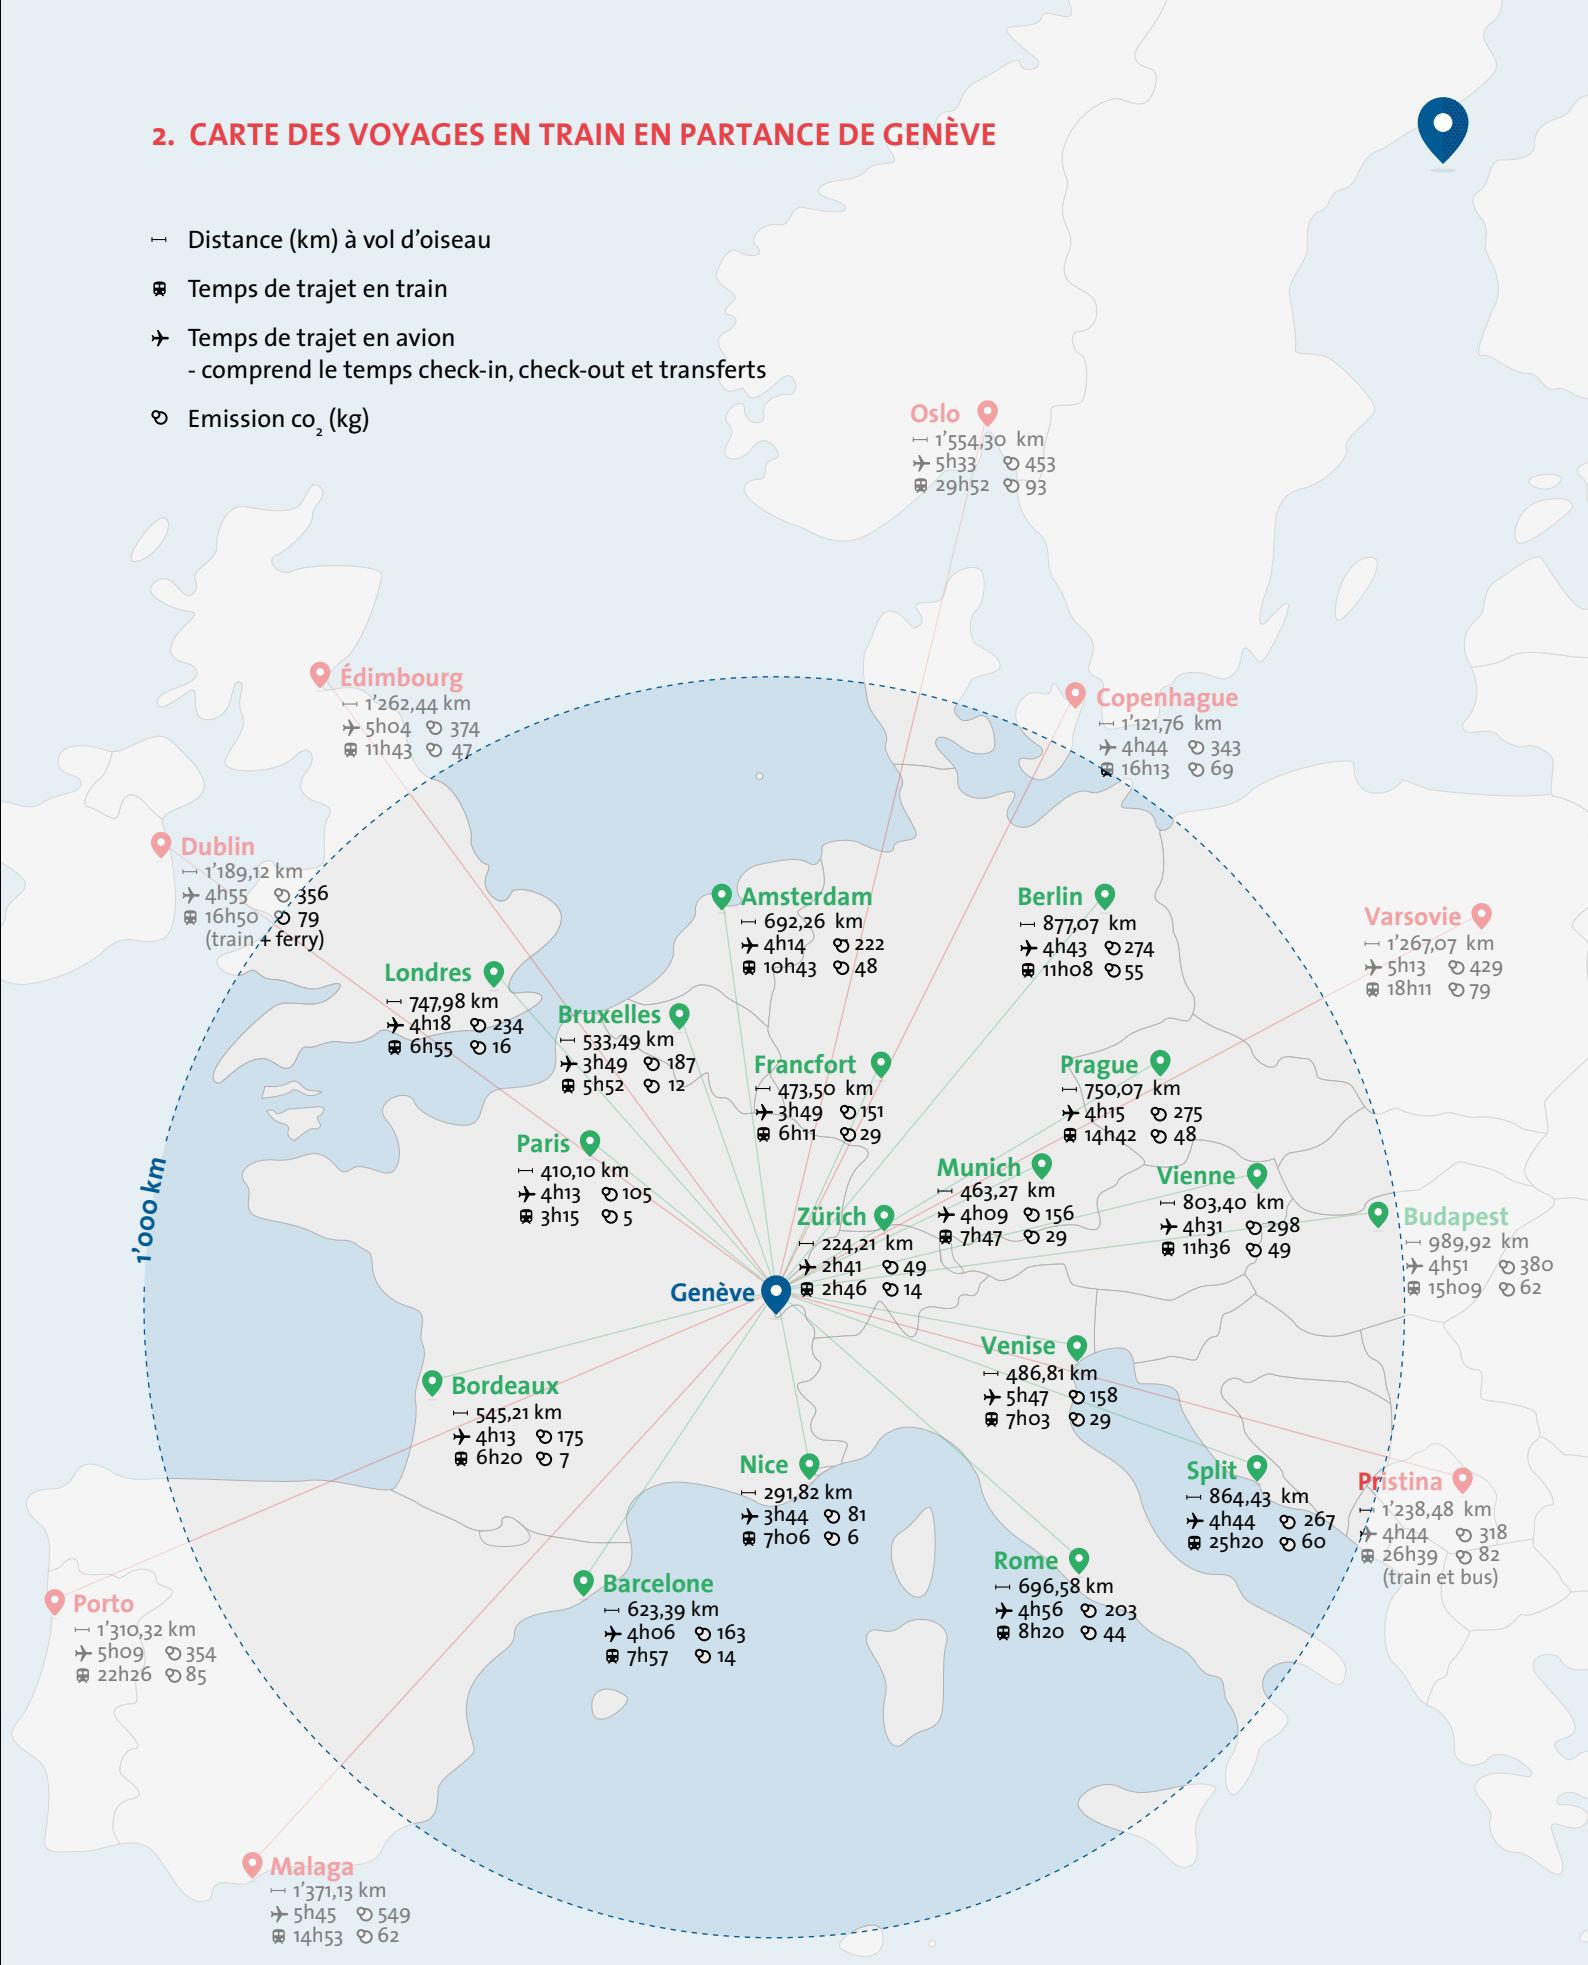 2. CARTE DES VOYAGES EN TRAIN EN PARTANCE DE GENÈVE
Distance (km) à vol d'oiseau
Temps de trajet en train
Temps de trajet en avion
- comprend le temps check-in, check-out et transferts
Emission co₂ (kg)
Oslo
1'554,30 km
5h33 453
29h52 93
Édimbourg
1'262,44 km
5h04 374
11h43 47
Copenhague
1'121,76 km
4h44 343
16h13 69
Dublin
1'189,12 km
4h55 356
16h50 79
(train + ferry)
Amsterdam
692,26 km
4h14 222
10h43 48
Berlin
877,07 km
4h43 274
11h08 55
Varsovie
1'267,07 km
5h13 429
18h11 79
Londres
747,98 km
4h18 234
6h55 16
Bruxelles
533,49 km
3h49 187
5h52 12
Francfort
473,50 km
3h49 151
6h11 29
Prague
750,07 km
4h15 275
14h42 48
Paris
410,10 km
4h13 105
3h15 5
Munich
463,27 km
4h09 156
7h47 29
Vienne
803,40 km
4h31 298
11h36 49
Zürich
224,21 km
2h41 49
2h46 14
Budapest
989,92 km
4h51 380
15h09 62
1'000 km
Genève
Venise
486,81 km
5h47 158
7h03 29
Bordeaux
545,21 km
4h13 175
6h20 7
Nice
291,82 km
3h44 81
7h06 6
Split
864,43 km
4h44 267
25h20 60
Pristina
1'238,48 km
4h44 318
26h39 82
(train et bus)
Rome
696,58 km
4h56 203
8h20 44
Barcelone
623,39 km
4h06 163
7h57 14
Porto
1'310,32 km
5h09 354
22h26 85
Malaga
1'371,13 km
5h45 549
14h53 62